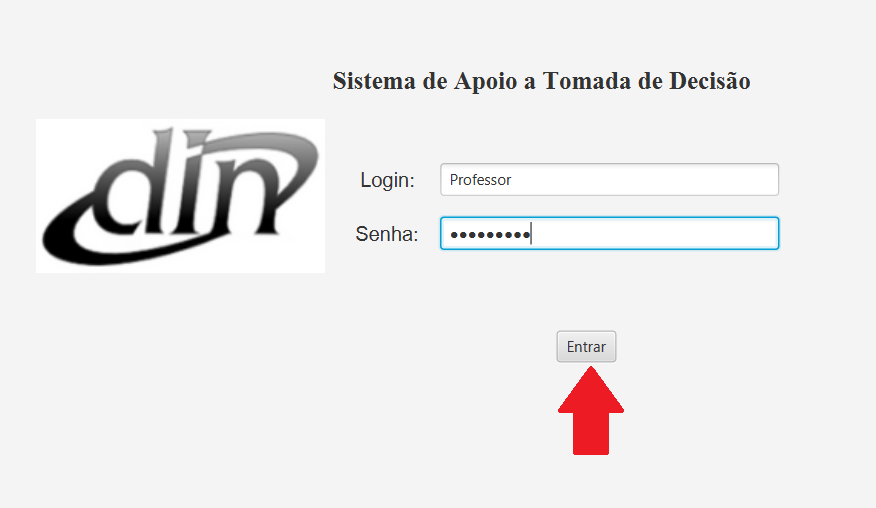 Sistema de Apoio a Tomada de Decisão
din
Login: Professor
Senha: •••••••••
Entrar